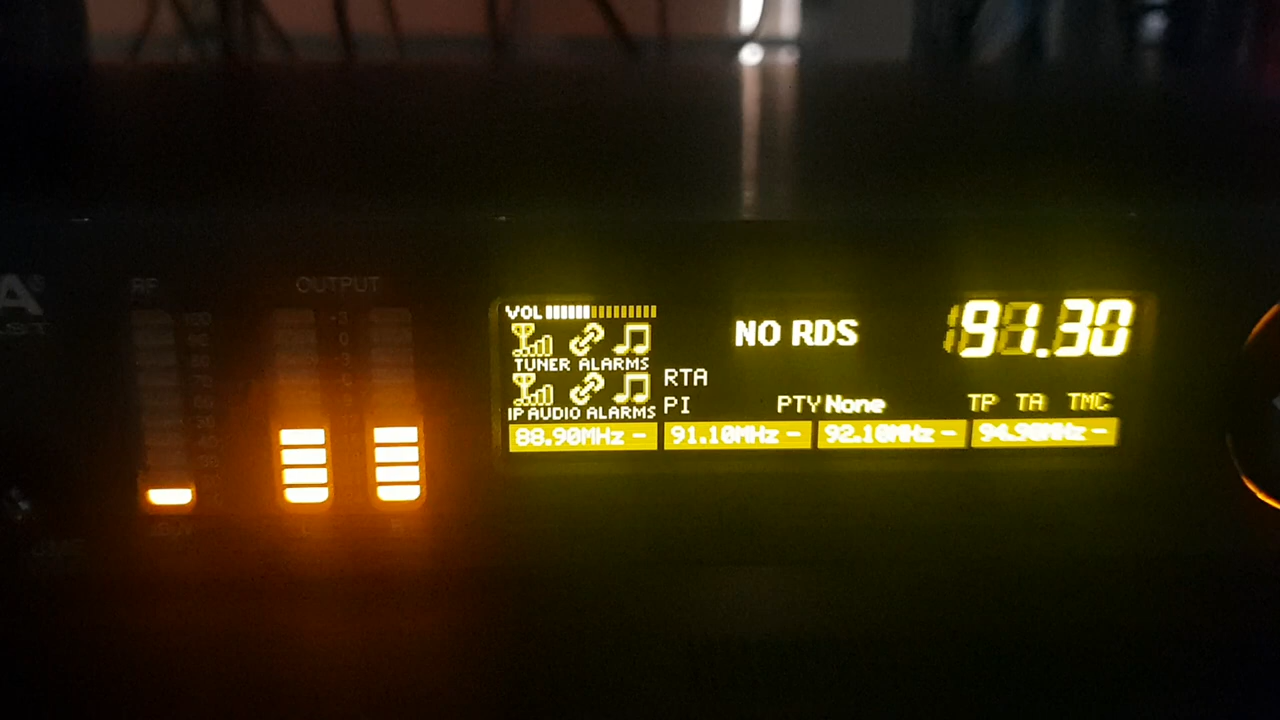 A®
RF
OUTPUT
VOL
NO RDS
91.30
TUNER ALARMS
RTA
IP AUDIO ALARMS
PI
PTY None
TP TA TMC
88.90MHz -
91.10MHz -
92.10MHz -
94.90MHz -